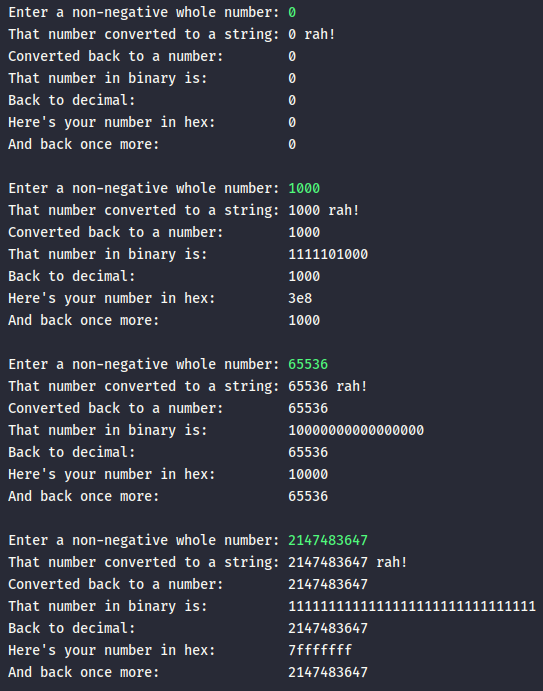 Enter a non-negative whole number: 0
That number converted to a string: 0 rah!
Converted back to a number: 0
That number in binary is: 0
Back to decimal: 0
Here's your number in hex: 0
And back once more: 0
Enter a non-negative whole number: 1000
That number converted to a string: 1000 rah!
Converted back to a number: 1000
That number in binary is: 1111101000
Back to decimal: 1000
Here's your number in hex: 3e8
And back once more: 1000
Enter a non-negative whole number: 65536
That number converted to a string: 65536 rah!
Converted back to a number: 65536
That number in binary is: 10000000000000000
Back to decimal: 65536
Here's your number in hex: 10000
And back once more: 65536
Enter a non-negative whole number: 2147483647
That number converted to a string: 2147483647 rah!
Converted back to a number: 2147483647
That number in binary is: 1111111111111111111111111111111
Back to decimal: 2147483647
Here's your number in hex: 7fffffff
And back once more: 2147483647